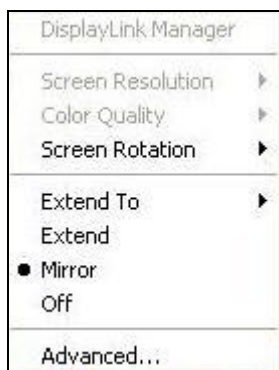 DisplayLink Manager
Screen Resolution
Color Quality
Screen Rotation
Extend To
Extend
Mirror
Off
Advanced...